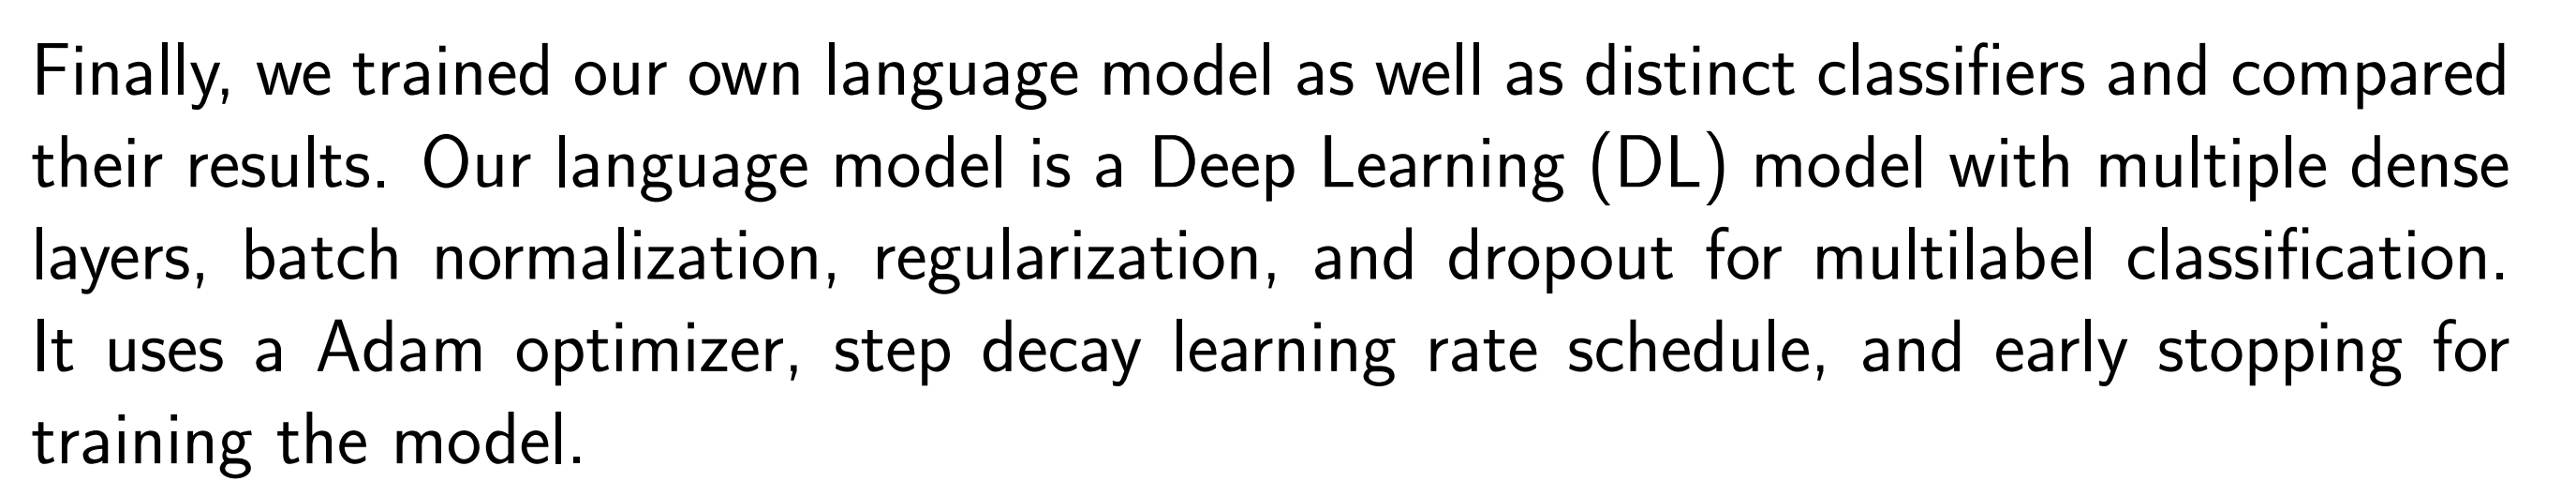 Finally, we trained our own language model as well as distinct classifiers and compared
their results. Our language model is a Deep Learning (DL) model with multiple dense
layers, batch normalization, regularization, and dropout for multilabel classification.
It uses a Adam optimizer, step decay learning rate schedule, and early stopping for
training the model.